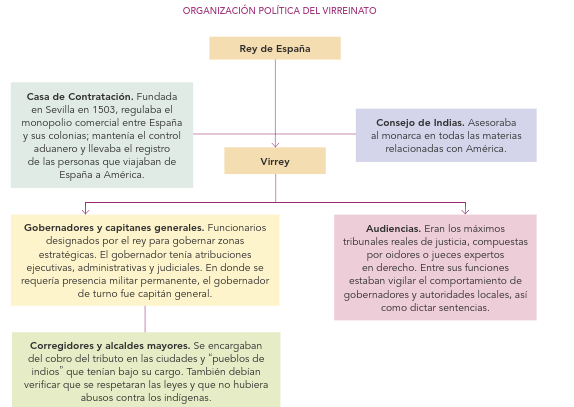 ORGANIZACIÓN POLÍTICA DEL VIRREINATO
Rey de España
Casa de Contratación. Fundada
en Sevilla en 1503, regulaba el
monopolio comercial entre España
y sus colonias; mantenía el control
aduanero y llevaba el registro
de las personas que viajaban de
España a América.
Consejo de Indias. Asesoraba
al monarca en todas las materias
relacionadas con América.
Virrey
Gobernadores y capitanes generales. Funcionarios
designados por el rey para gobernar zonas
estratégicas. El gobernador tenía atribuciones
ejecutivas, administrativas y judiciales. En donde se
requería presencia militar permanente, el gobernador
de turno fue capitán general.
Audiencias. Eran los máximos
tribunales reales de justicia, compuestas
por oidores o jueces expertos
en derecho. Entre sus funciones
estaban vigilar el comportamiento de
gobernadores y autoridades locales, así
como dictar sentencias.
Corregidores y alcaldes mayores. Se encargaban
del cobro del tributo en las ciudades y “pueblos de
indios” que tenían bajo su cargo. También debían
verificar que se respetaran las leyes y que no hubiera
abusos contra los indígenas.